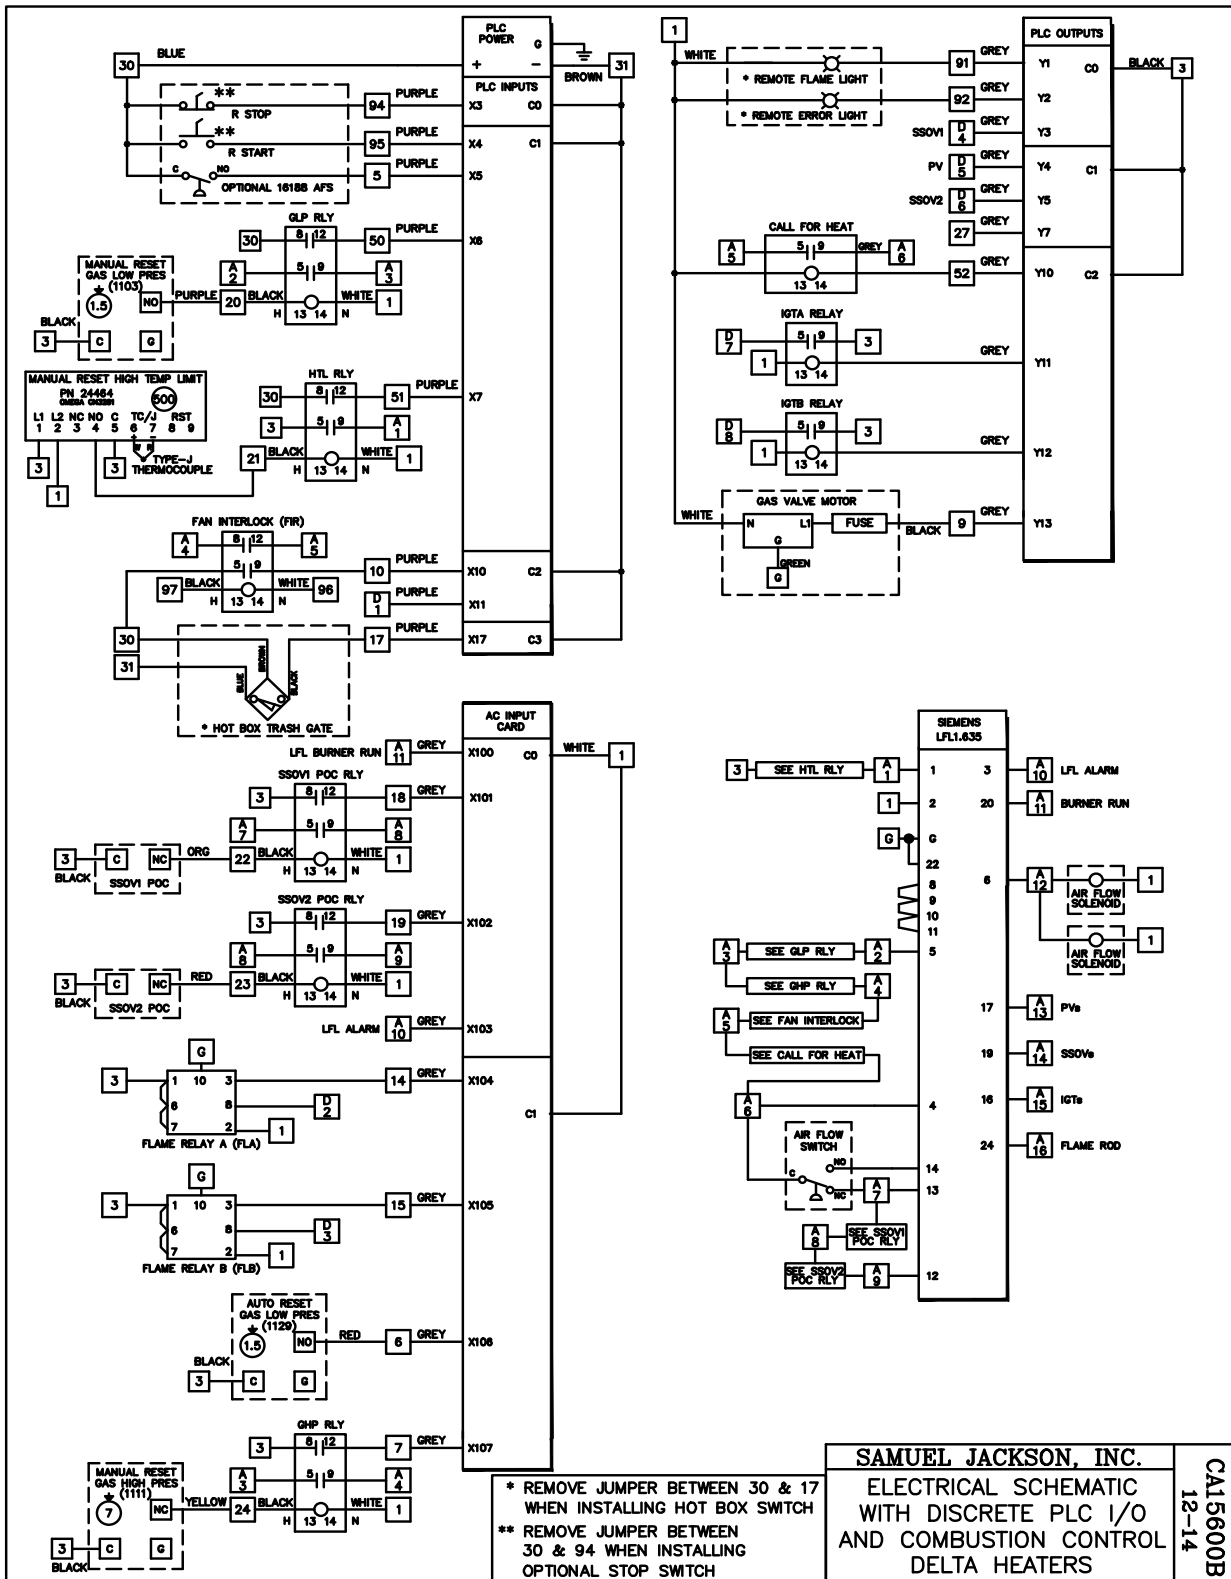 PLC
POWER
G
+
−
30
BLUE
31
BROWN
PLC INPUTS
**
R STOP
94
PURPLE
X3
C0
**
R START
95
PURPLE
X4
C1
C
NO
OPTIONAL 1618B AFS
5
PURPLE
X5
GLP RLY
30
8 12
50
PURPLE
X6
A
2
5 9
A
3
MANUAL RESET
GAS LOW PRES
(1103)
1.5
NO
PURPLE
20
BLACK
H
13 14
N
WHITE
1
BLACK
3
C
G
MANUAL RESET HIGH TEMP LIMIT
PN 24464
500
L1 L2 NC NO C TC/J RST
1 2 3 4 5 6 7 8 9
+ −
W R
TYPE-J
THERMOCOUPLE
3
1
3
HTL RLY
30
8 12
51
PURPLE
X7
3
5 9
A
1
21
BLACK
H
13 14
N
WHITE
1
FAN INTERLOCK (FIR)
A
4
8 12
A
5
5 9
10
PURPLE
X10
C2
97
BLACK
H
13 14
N
WHITE
96
D
1
PURPLE
X11
30
17
PURPLE
X17
C3
31
BLUE
BROWN
BLACK
* HOT BOX TRASH GATE
AC INPUT
CARD
LFL BURNER RUN
A
11
GREY
X100
C0
WHITE
1
SSOV1 POC RLY
3
8 12
18
GREY
X101
A
7
5 9
A
8
3
BLACK
C
NC
SSOV1 POC
ORG
22
BLACK
H
13 14
N
WHITE
1
SSOV2 POC RLY
3
8 12
19
GREY
X102
A
8
5 9
A
9
3
BLACK
C
NC
SSOV2 POC
RED
23
BLACK
H
13 14
N
WHITE
1
LFL ALARM
A
10
GREY
X103
G
3
1 10 3
14
GREY
X104
6 8
D
2
7 2
1
C1
FLAME RELAY A (FLA)
G
3
1 10 3
15
GREY
X105
6 8
D
3
7 2
1
FLAME RELAY B (FLB)
AUTO RESET
GAS LOW PRES
(1129)
1.5
NO
RED
6
GREY
X106
BLACK
3
C
G
GHP RLY
3
8 12
7
GREY
X107
A
3
5 9
A
4
MANUAL RESET
GAS HIGH PRES
(1111)
7
NC
YELLOW
24
BLACK
H
13 14
N
WHITE
1
3
BLACK
C
G
1
WHITE
PLC OUTPUTS
* REMOTE FLAME LIGHT
91
GREY
Y1
C0
BLACK
3
* REMOTE ERROR LIGHT
92
GREY
Y2
SSOV1
D
4
GREY
Y3
PV
D
5
GREY
Y4
C1
SSOV2
D
6
GREY
Y5
27
GREY
Y7
CALL FOR HEAT
A
5
5 9
GREY
A
6
13 14
52
GREY
Y10
C2
IGTA RELAY
D
7
5 9
3
1
13 14
GREY
Y11
IGTB RELAY
D
8
5 9
3
1
13 14
GREY
Y12
GAS VALVE MOTOR
WHITE
N
L1
FUSE
BLACK
9
GREY
Y13
G
GREEN
G
SIEMENS
LFL1.635
3
SEE HTL RLY
A
1
1
3
A
10
LFL ALARM
1
2
20
A
11
BURNER RUN
G
G
22
8
9
10
11
6
A
12
1
AIR FLOW
SOLENOID
1
AIR FLOW
SOLENOID
A
3
SEE GLP RLY
A
2
5
SEE GHP RLY
A
4
A
5
SEE FAN INTERLOCK
17
A
13
PVs
SEE CALL FOR HEAT
19
A
14
SSOVs
A
6
4
16
A
15
IGTs
AIR FLOW
SWITCH
24
A
16
FLAME ROD
NO
14
C
NC
A
7
13
A
8
SEE SSOV1
POC RLY
SEE SSOV2
POC RLY
A
9
12
* REMOVE JUMPER BETWEEN 30 & 17
WHEN INSTALLING HOT BOX SWITCH
** REMOVE JUMPER BETWEEN
30 & 94 WHEN INSTALLING
OPTIONAL STOP SWITCH
SAMUEL JACKSON, INC.
ELECTRICAL SCHEMATIC
WITH DISCRETE PLC I/O
AND COMBUSTION CONTROL
DELTA HEATERS
CA15600B
12-14